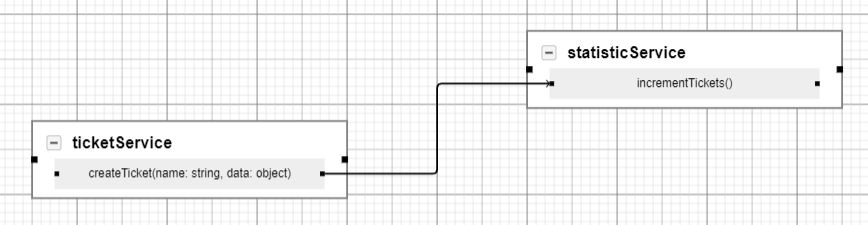 statisticService
incrementTickets()
ticketService
createTicket(name: string, data: object)